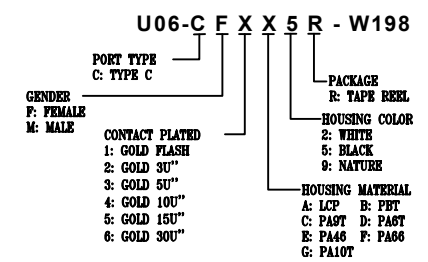 U06-C F X X 5 R - W198
PORT TYPE
C: TYPE C
PACKAGE
R: TAPE REEL
GENDER
F: FEMALE
M: MALE
HOUSING COLOR
2: WHITE
5: BLACK
9: NATURE
CONTACT PLATED
1: GOLD FLASH
2: GOLD 3U"
3: GOLD 5U"
4: GOLD 10U"
5: GOLD 15U"
6: GOLD 30U"
HOUSING MATERIAL
A: LCP B: PBT
C: PA9T D: PA6T
E: PA46 F: PA66
G: PA10T